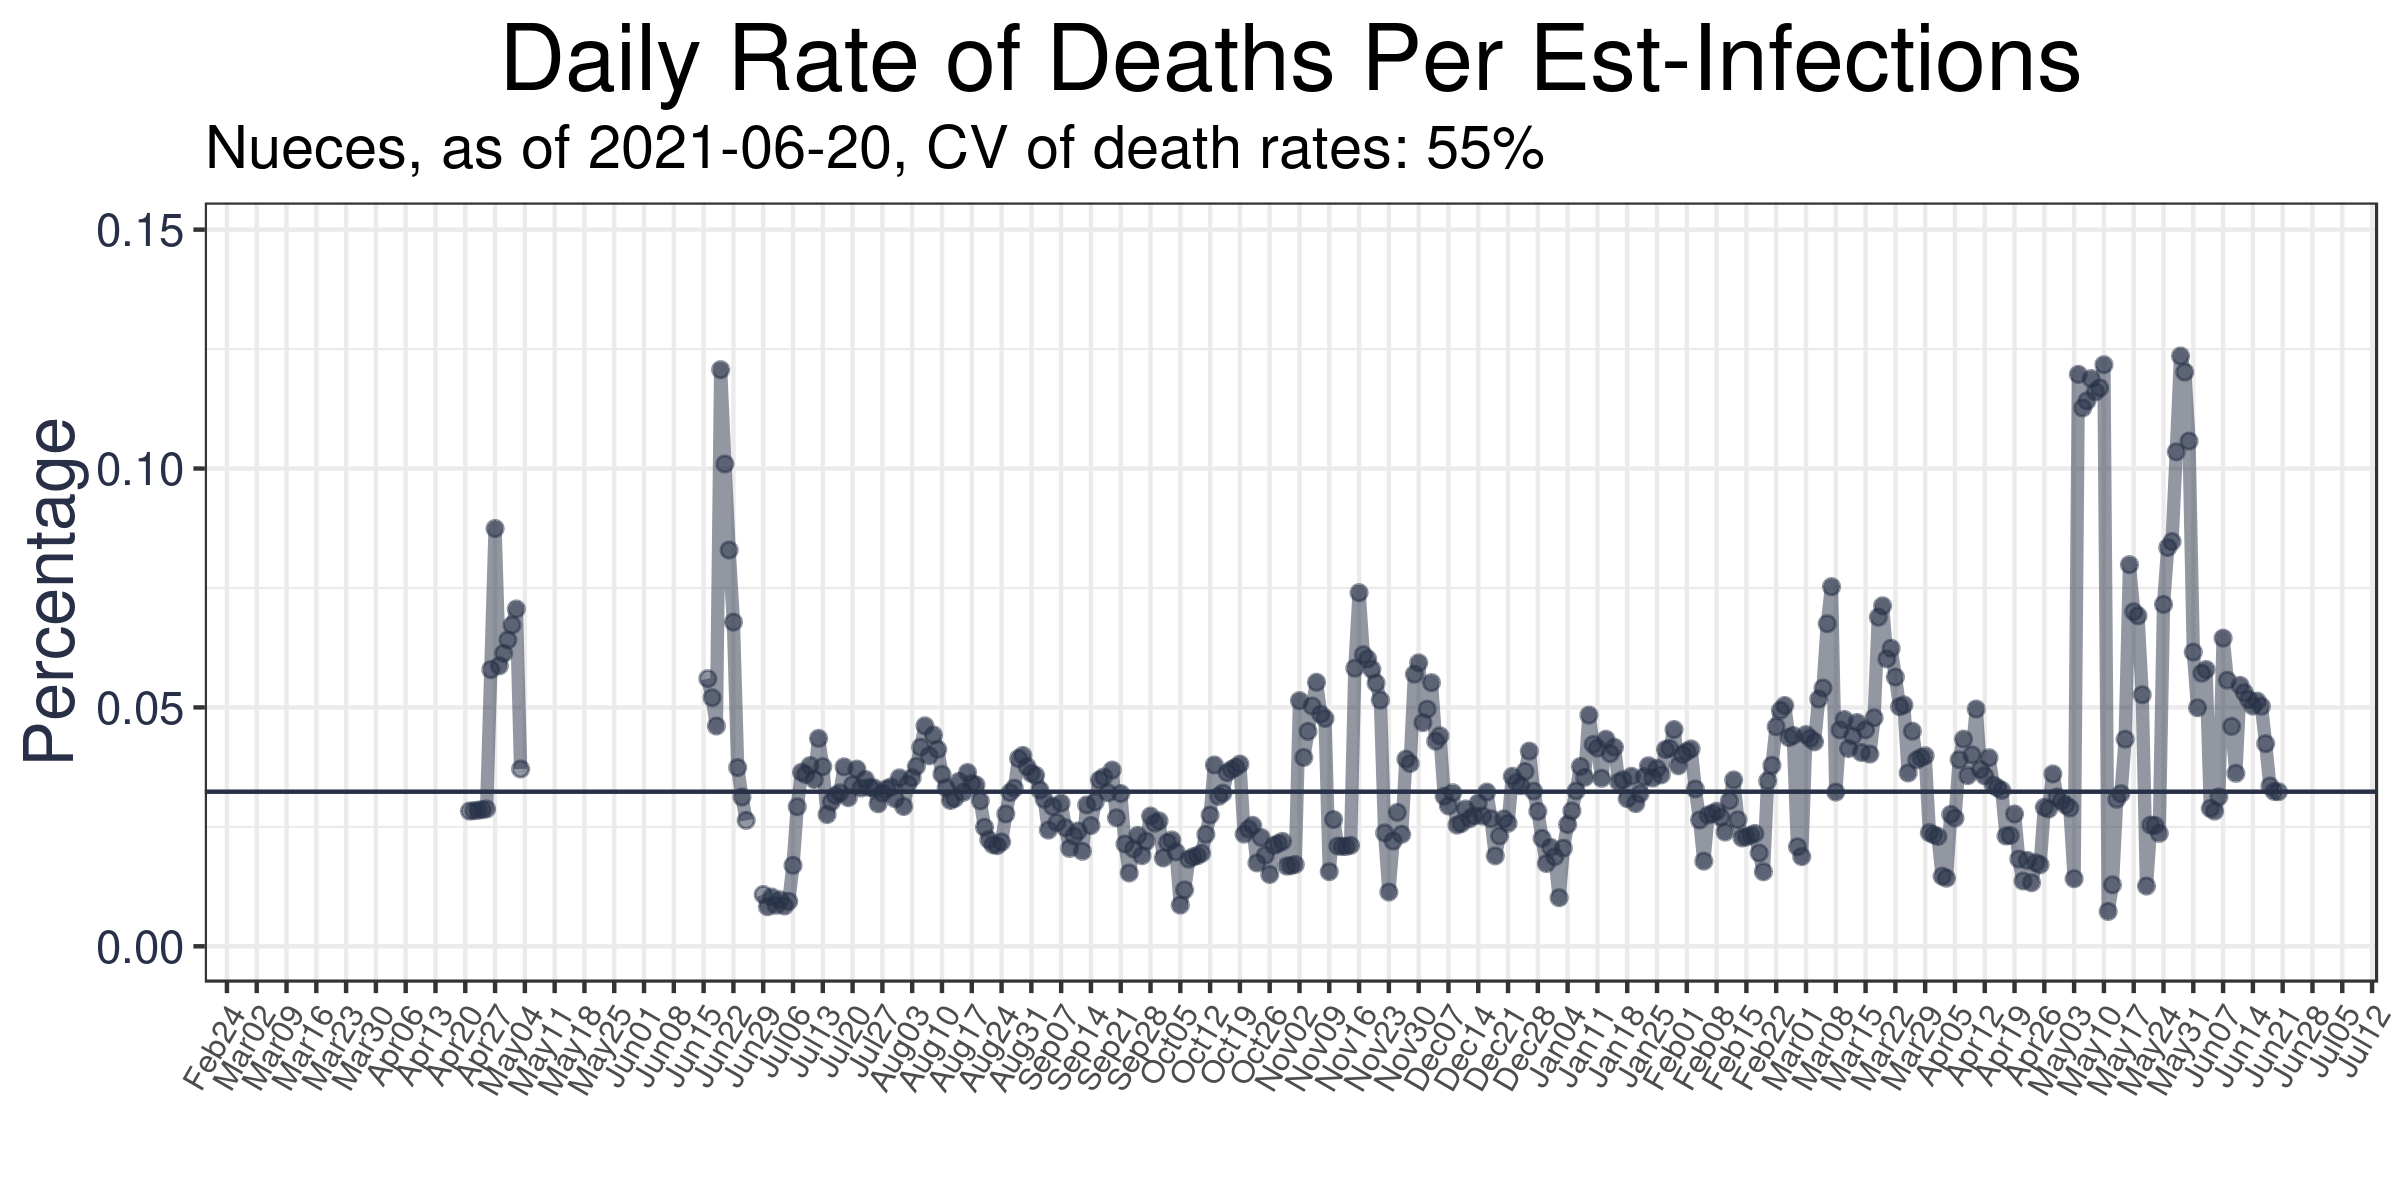 Daily Rate of Deaths Per Est-Infections
Nueces, as of 2021-06-20, CV of death rates: 55%
Percentage
0.15
0.10
0.05
0.00
Feb24
Mar02
Mar09
Mar16
Mar23
Mar30
Apr06
Apr13
Apr20
Apr27
May04
May11
May18
May25
Jun01
Jun08
Jun15
Jun22
Jun29
Jul06
Jul13
Jul20
Jul27
Aug03
Aug10
Aug17
Aug24
Aug31
Sep07
Sep14
Sep21
Sep28
Oct05
Oct12
Oct19
Oct26
Nov02
Nov09
Nov16
Nov23
Nov30
Dec07
Dec14
Dec21
Dec28
Jan04
Jan11
Jan18
Jan25
Feb01
Feb08
Feb15
Feb22
Mar01
Mar08
Mar15
Mar22
Mar29
Apr05
Apr12
Apr19
Apr26
May03
May10
May17
May24
May31
Jun07
Jun14
Jun21
Jun28
Jul05
Jul12